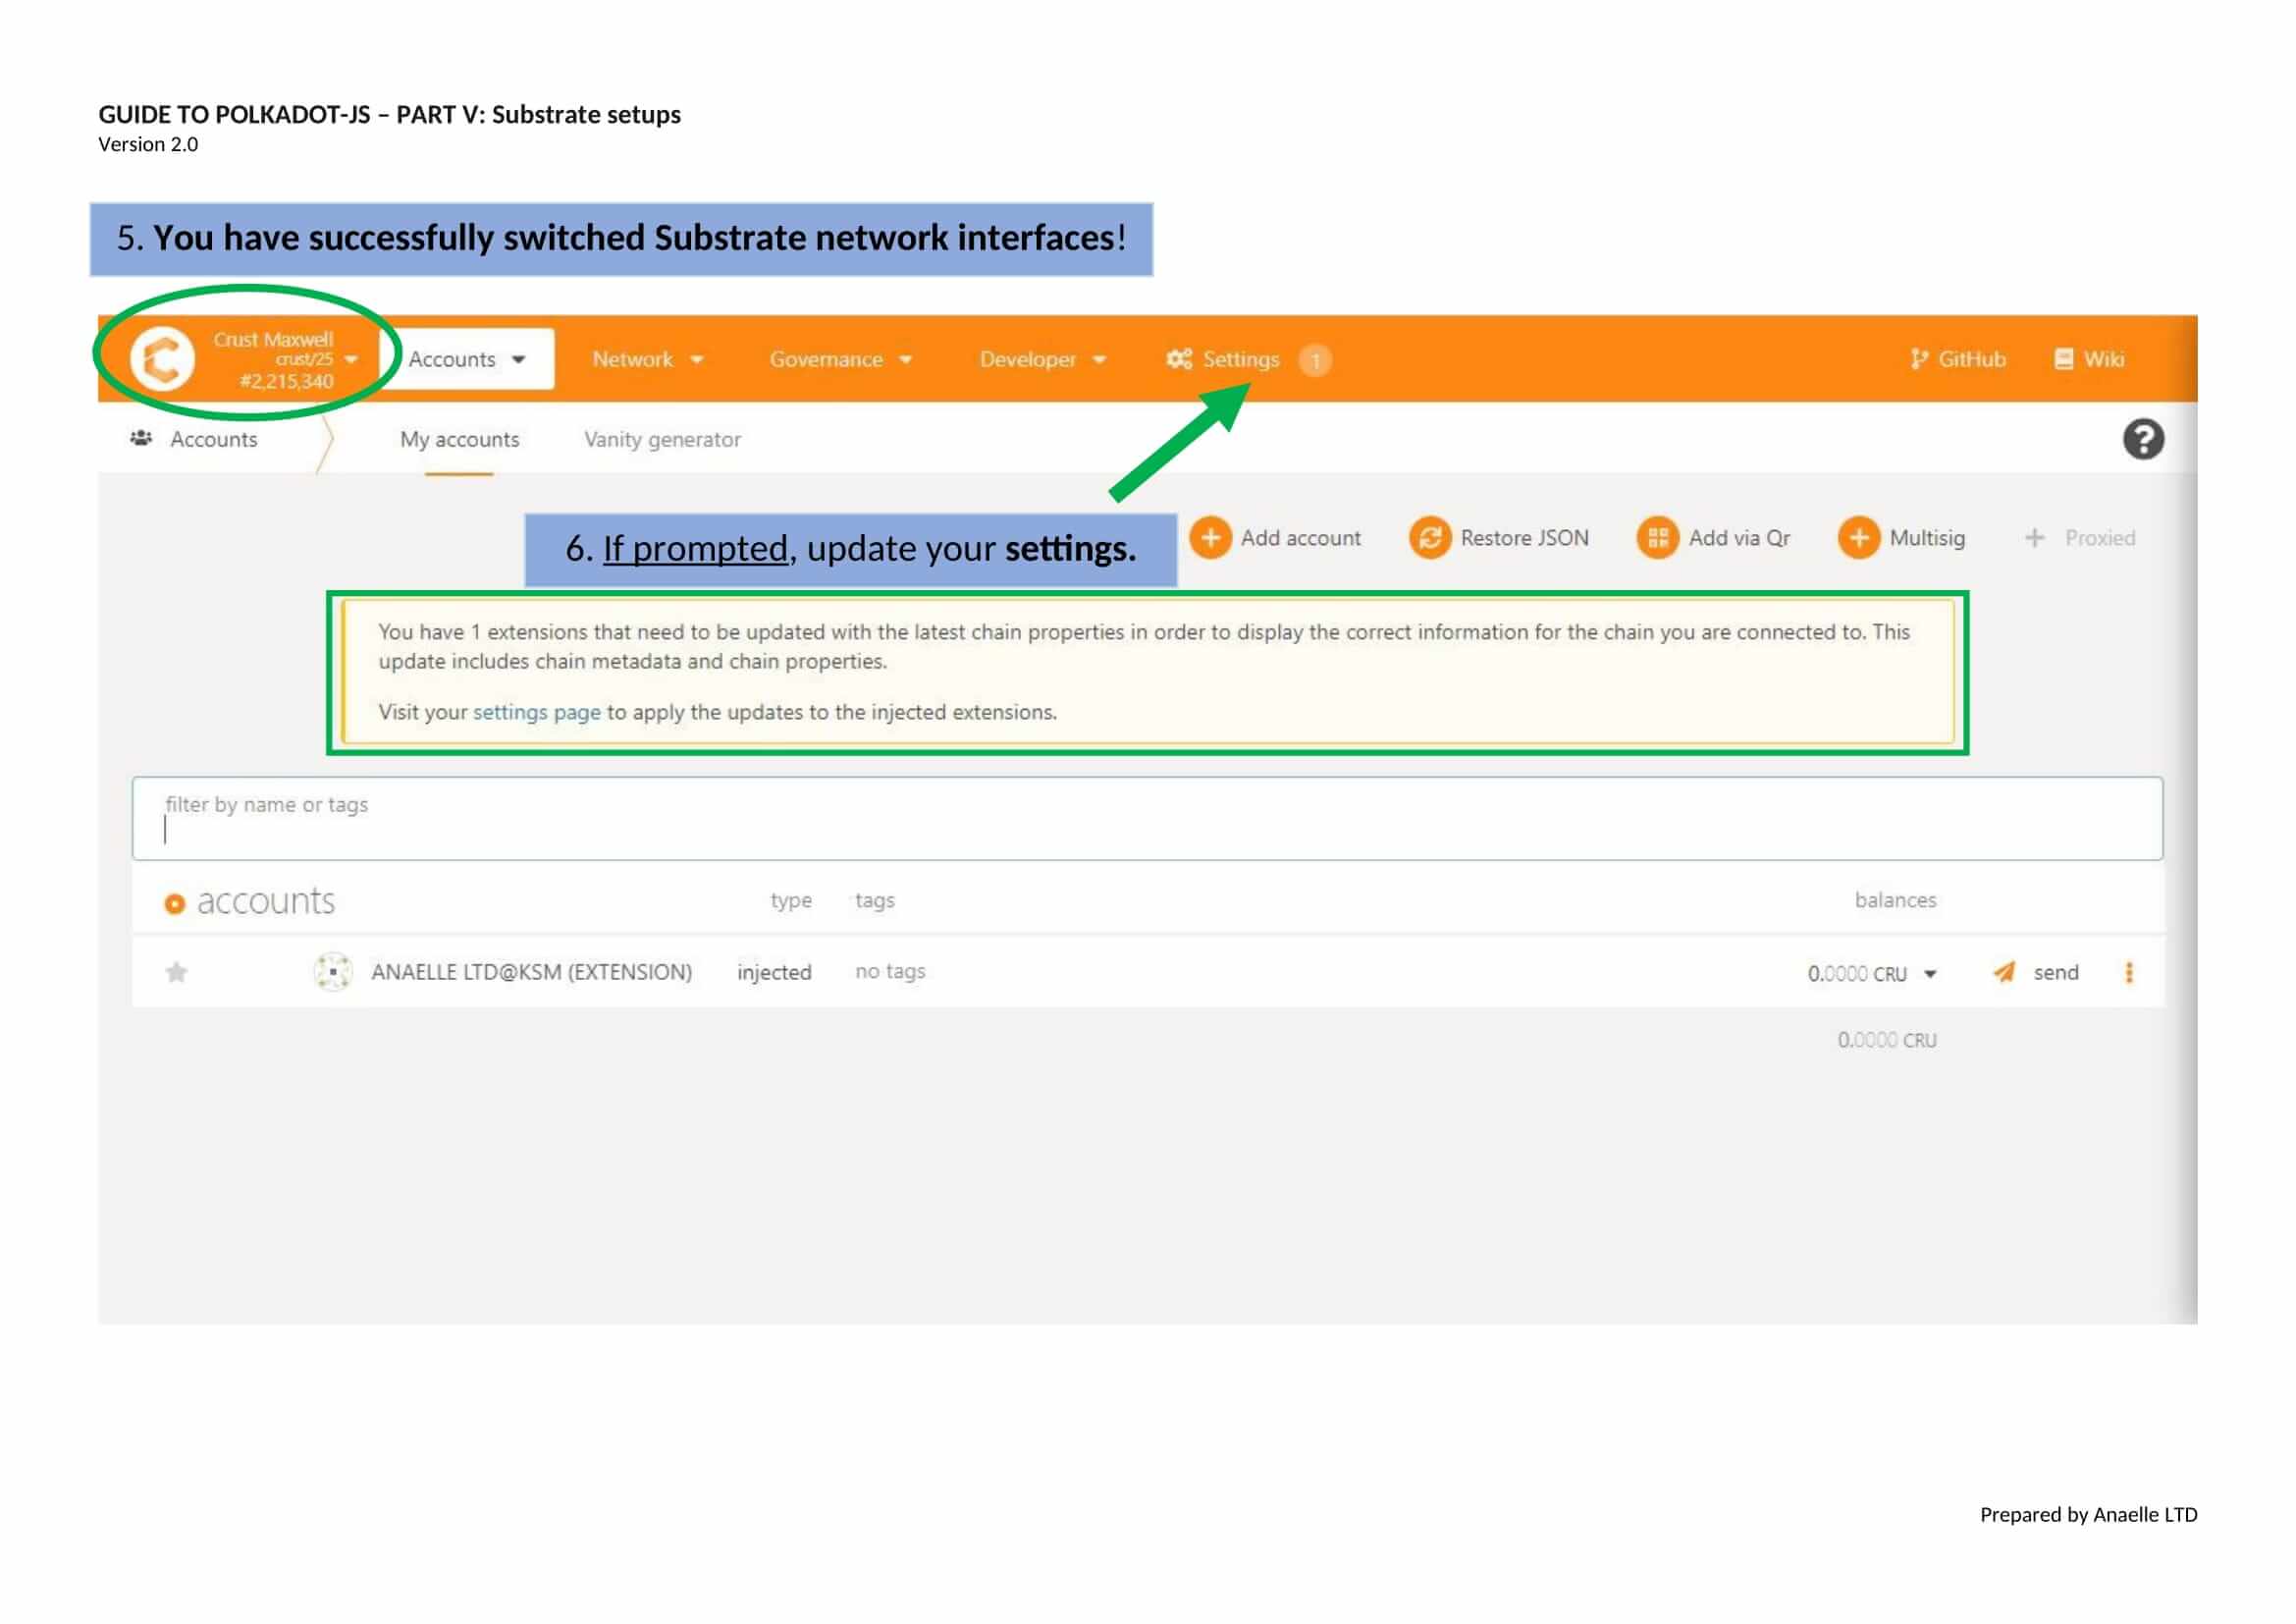 GUIDE TO POLKADOT-JS – PART V: Substrate setups
Version 2.0
5. You have successfully switched Substrate network interfaces!
Crust Maxwell
crust/25
#2,215,340
Accounts
Network
Governance
Developer
Settings
1
GitHub
Wiki
Accounts
My accounts
Vanity generator
6. If prompted, update your settings.
Add account
Restore JSON
Add via Qr
Multisig
Proxied
You have 1 extensions that need to be updated with the latest chain properties in order to display the correct information for the chain you are connected to. This
update includes chain metadata and chain properties.
Visit your settings page to apply the updates to the injected extensions.
filter by name or tags
accounts type tags balances
ANAELLE LTD@KSM (EXTENSION) injected no tags 0.0000 CRU send
0.0000 CRU
Prepared by Anaelle LTD